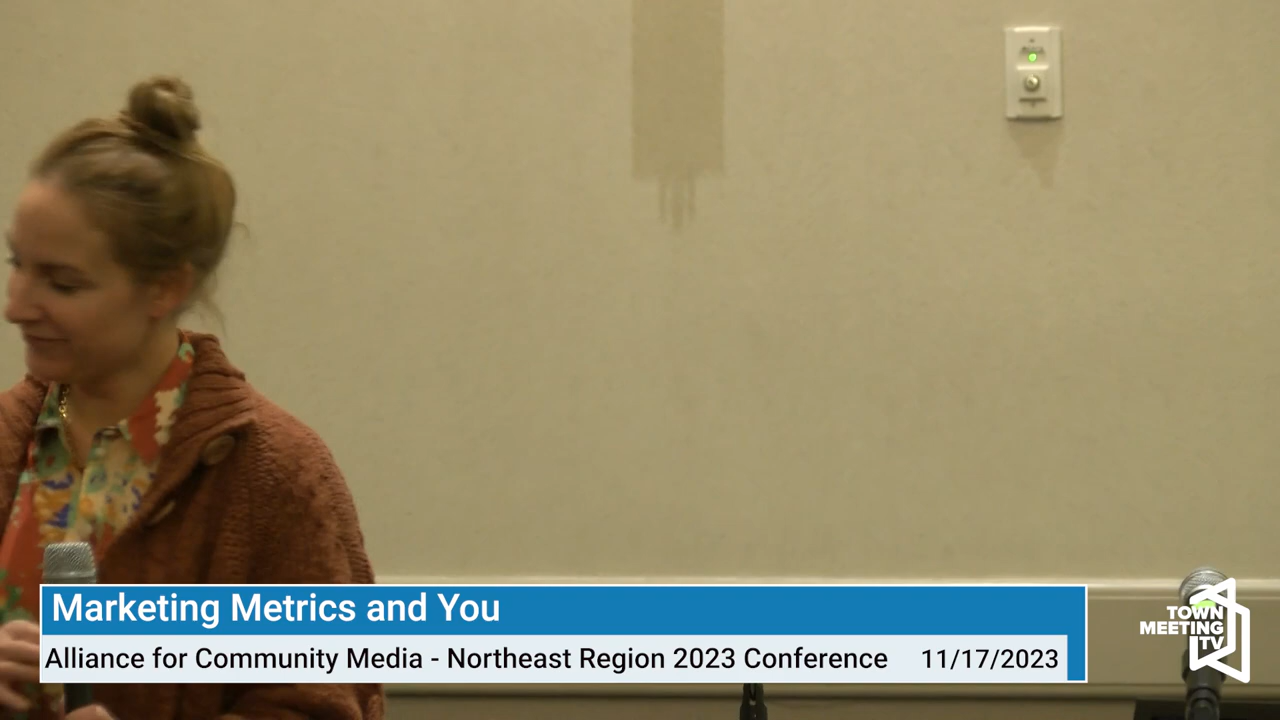 Marketing Metrics and You
Alliance for Community Media - Northeast Region 2023 Conference 11/17/2023
TOWN
MEETING
TV